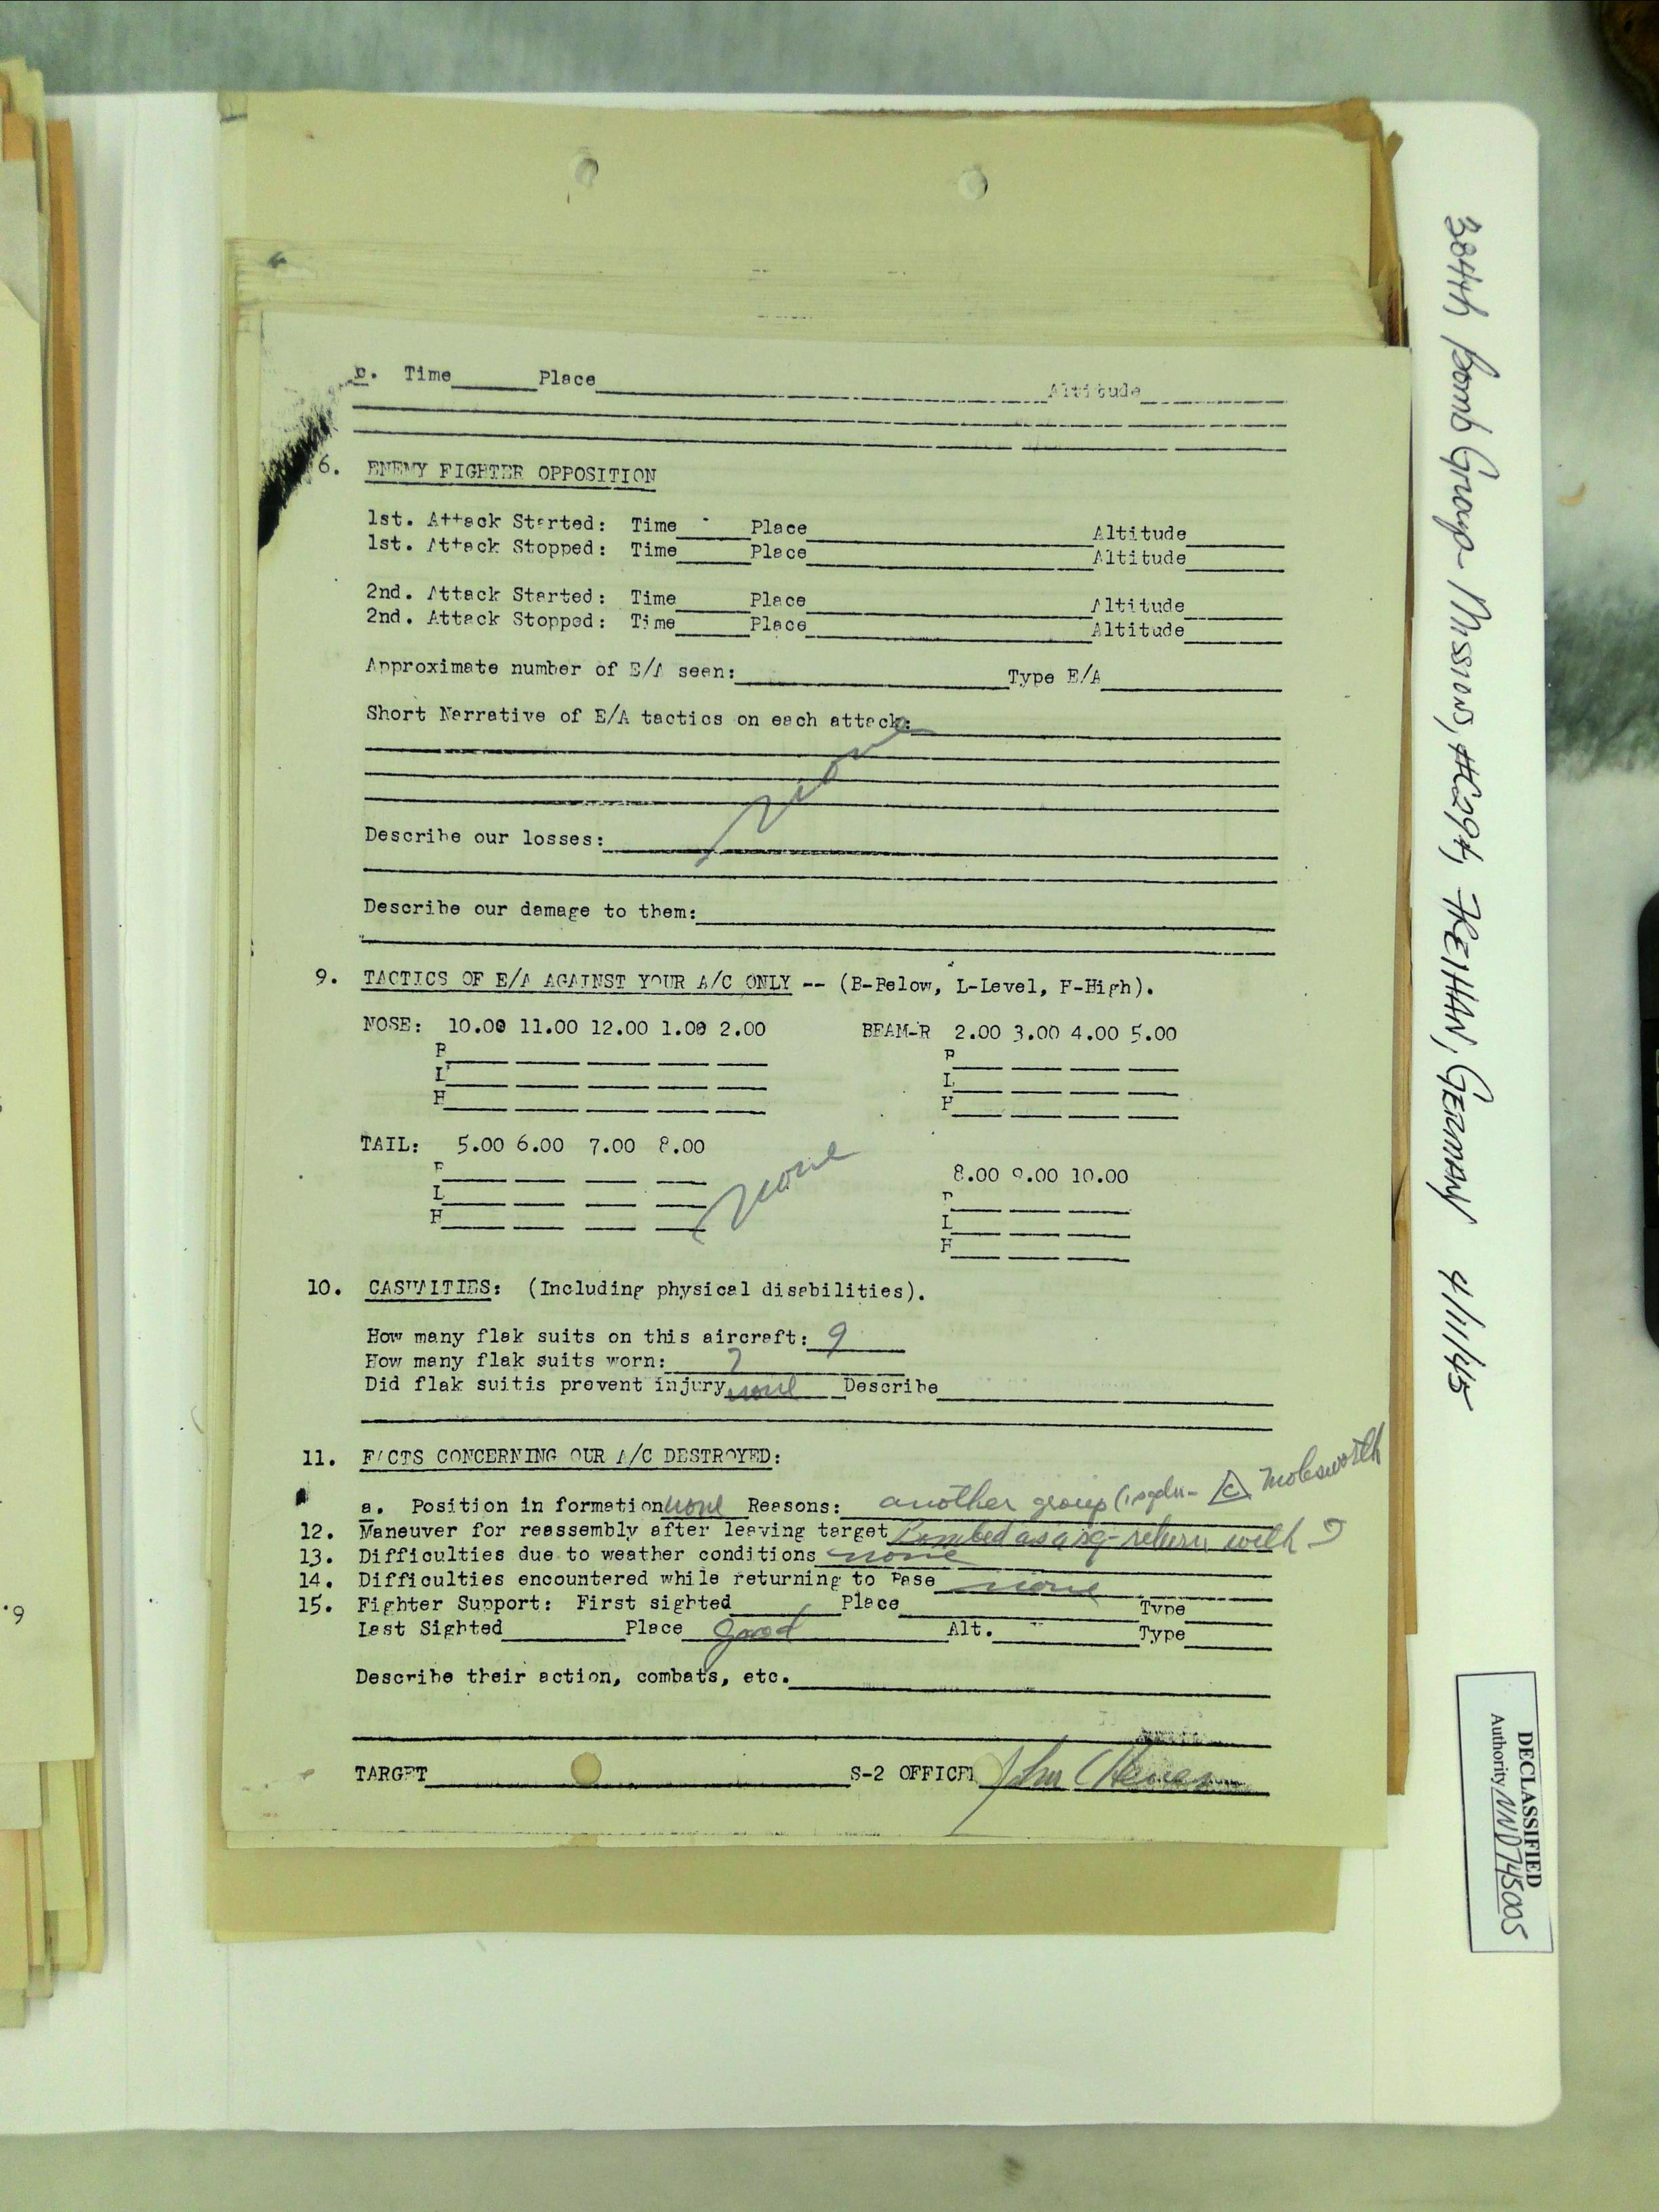 c. Time Place Altitude
6. ENEMY FIGHTER OPPOSITION
1st. Attack Started: Time Place Altitude
1st. Attack Stopped: Time Place Altitude
2nd. Attack Started: Time Place Altitude
2nd. Attack Stopped: Time Place Altitude
Approximate number of E/A seen: Type E/A
Short Narrative of E/A tactics on each attack:
none
Describe our losses:
Describe our damage to them:
9. TACTICS OF E/A AGAINST YOUR A/C ONLY -- (B-Below, L-Level, H-High).
NOSE: 10.00 11.00 12.00 1.00 2.00 BEAM-R 2.00 3.00 4.00 5.00
B B
L L
H H
TAIL: 5.00 6.00 7.00 8.00
8.00 9.00 10.00
B B
L L
H H
none
10. CASUALTIES: (Including physical disabilities).
How many flak suits on this aircraft: 9
How many flak suits worn:
Did flak suitis prevent injury none Describe
11. FACTS CONCERNING OUR A/C DESTROYED:
a. Position in formation none Reasons:
another group C Molesworth
12. Maneuver for reassembly after leaving target Bombed as a sq - return with
13. Difficulties due to weather conditions none
14. Difficulties encountered while returning to Base none
15. Fighter Support: First sighted Place Type
Last Sighted Place good Alt. Type
Describe their action, combats, etc.
TARGET S-2 OFFICER John C
384th Bomb Group - Missions, #294, FREIHAN, GERMANY 4/11/45
DECLASSIFIED
Authority NND745005
6.